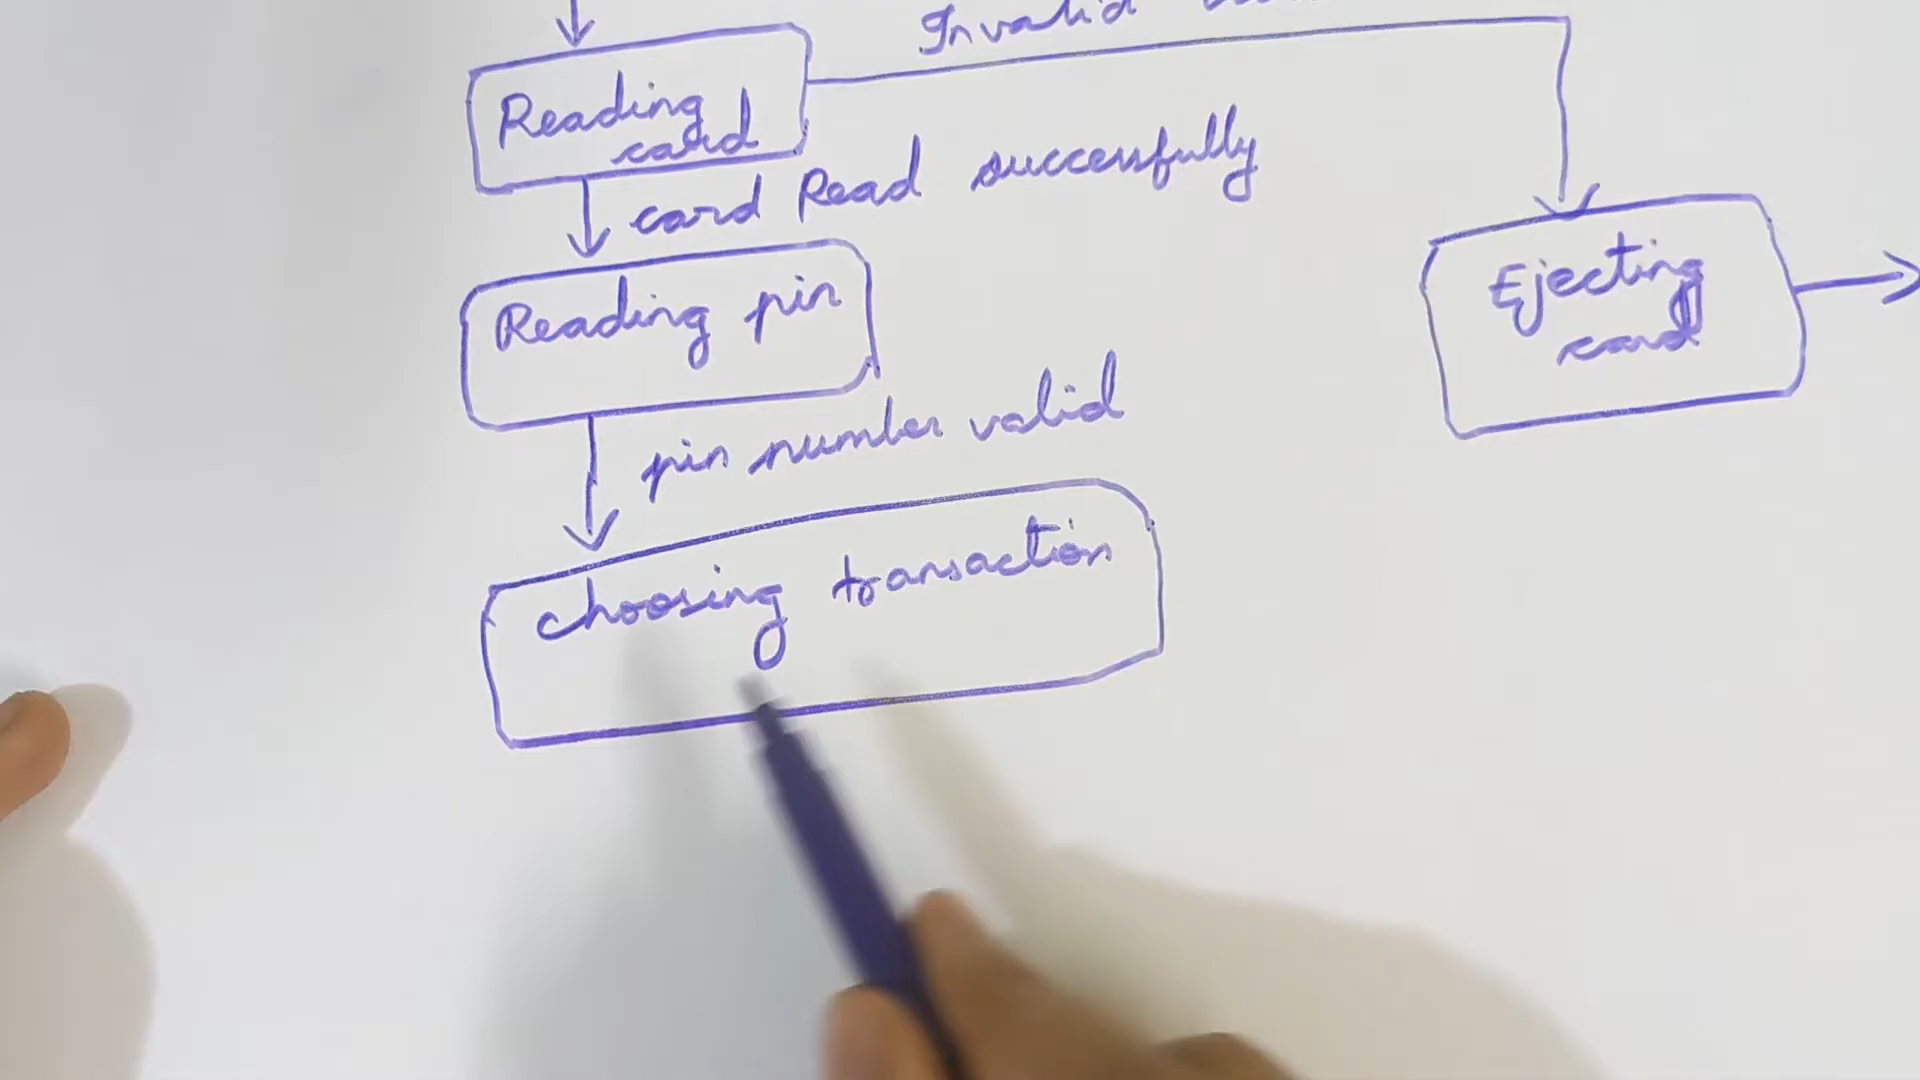 Invalid
Reading
card
card Read successfully
Reading pin
Ejecting
card
pin number valid
choosing transaction